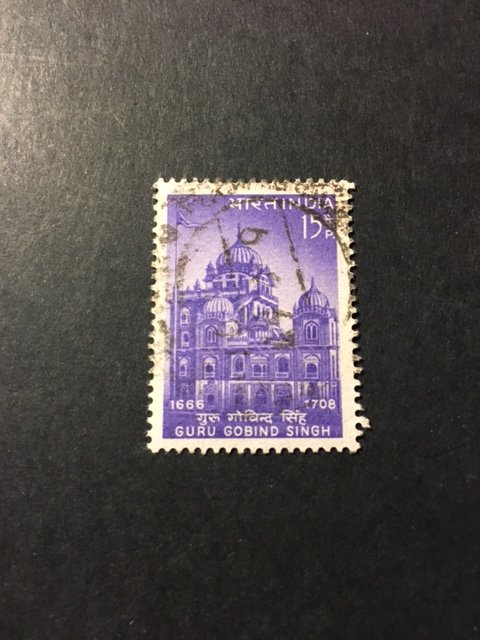 भारत INDIA
15 न.पै. P.
1666 1708
गुरू गोविन्द सिंह
GURU GOBIND SINGH